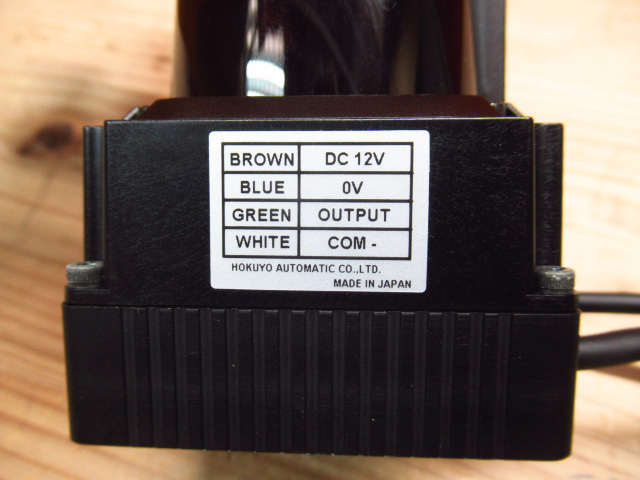 BROWN DC 12V
BLUE 0V
GREEN OUTPUT
WHITE COM -
HOKUYO AUTOMATIC CO.,LTD.
MADE IN JAPAN